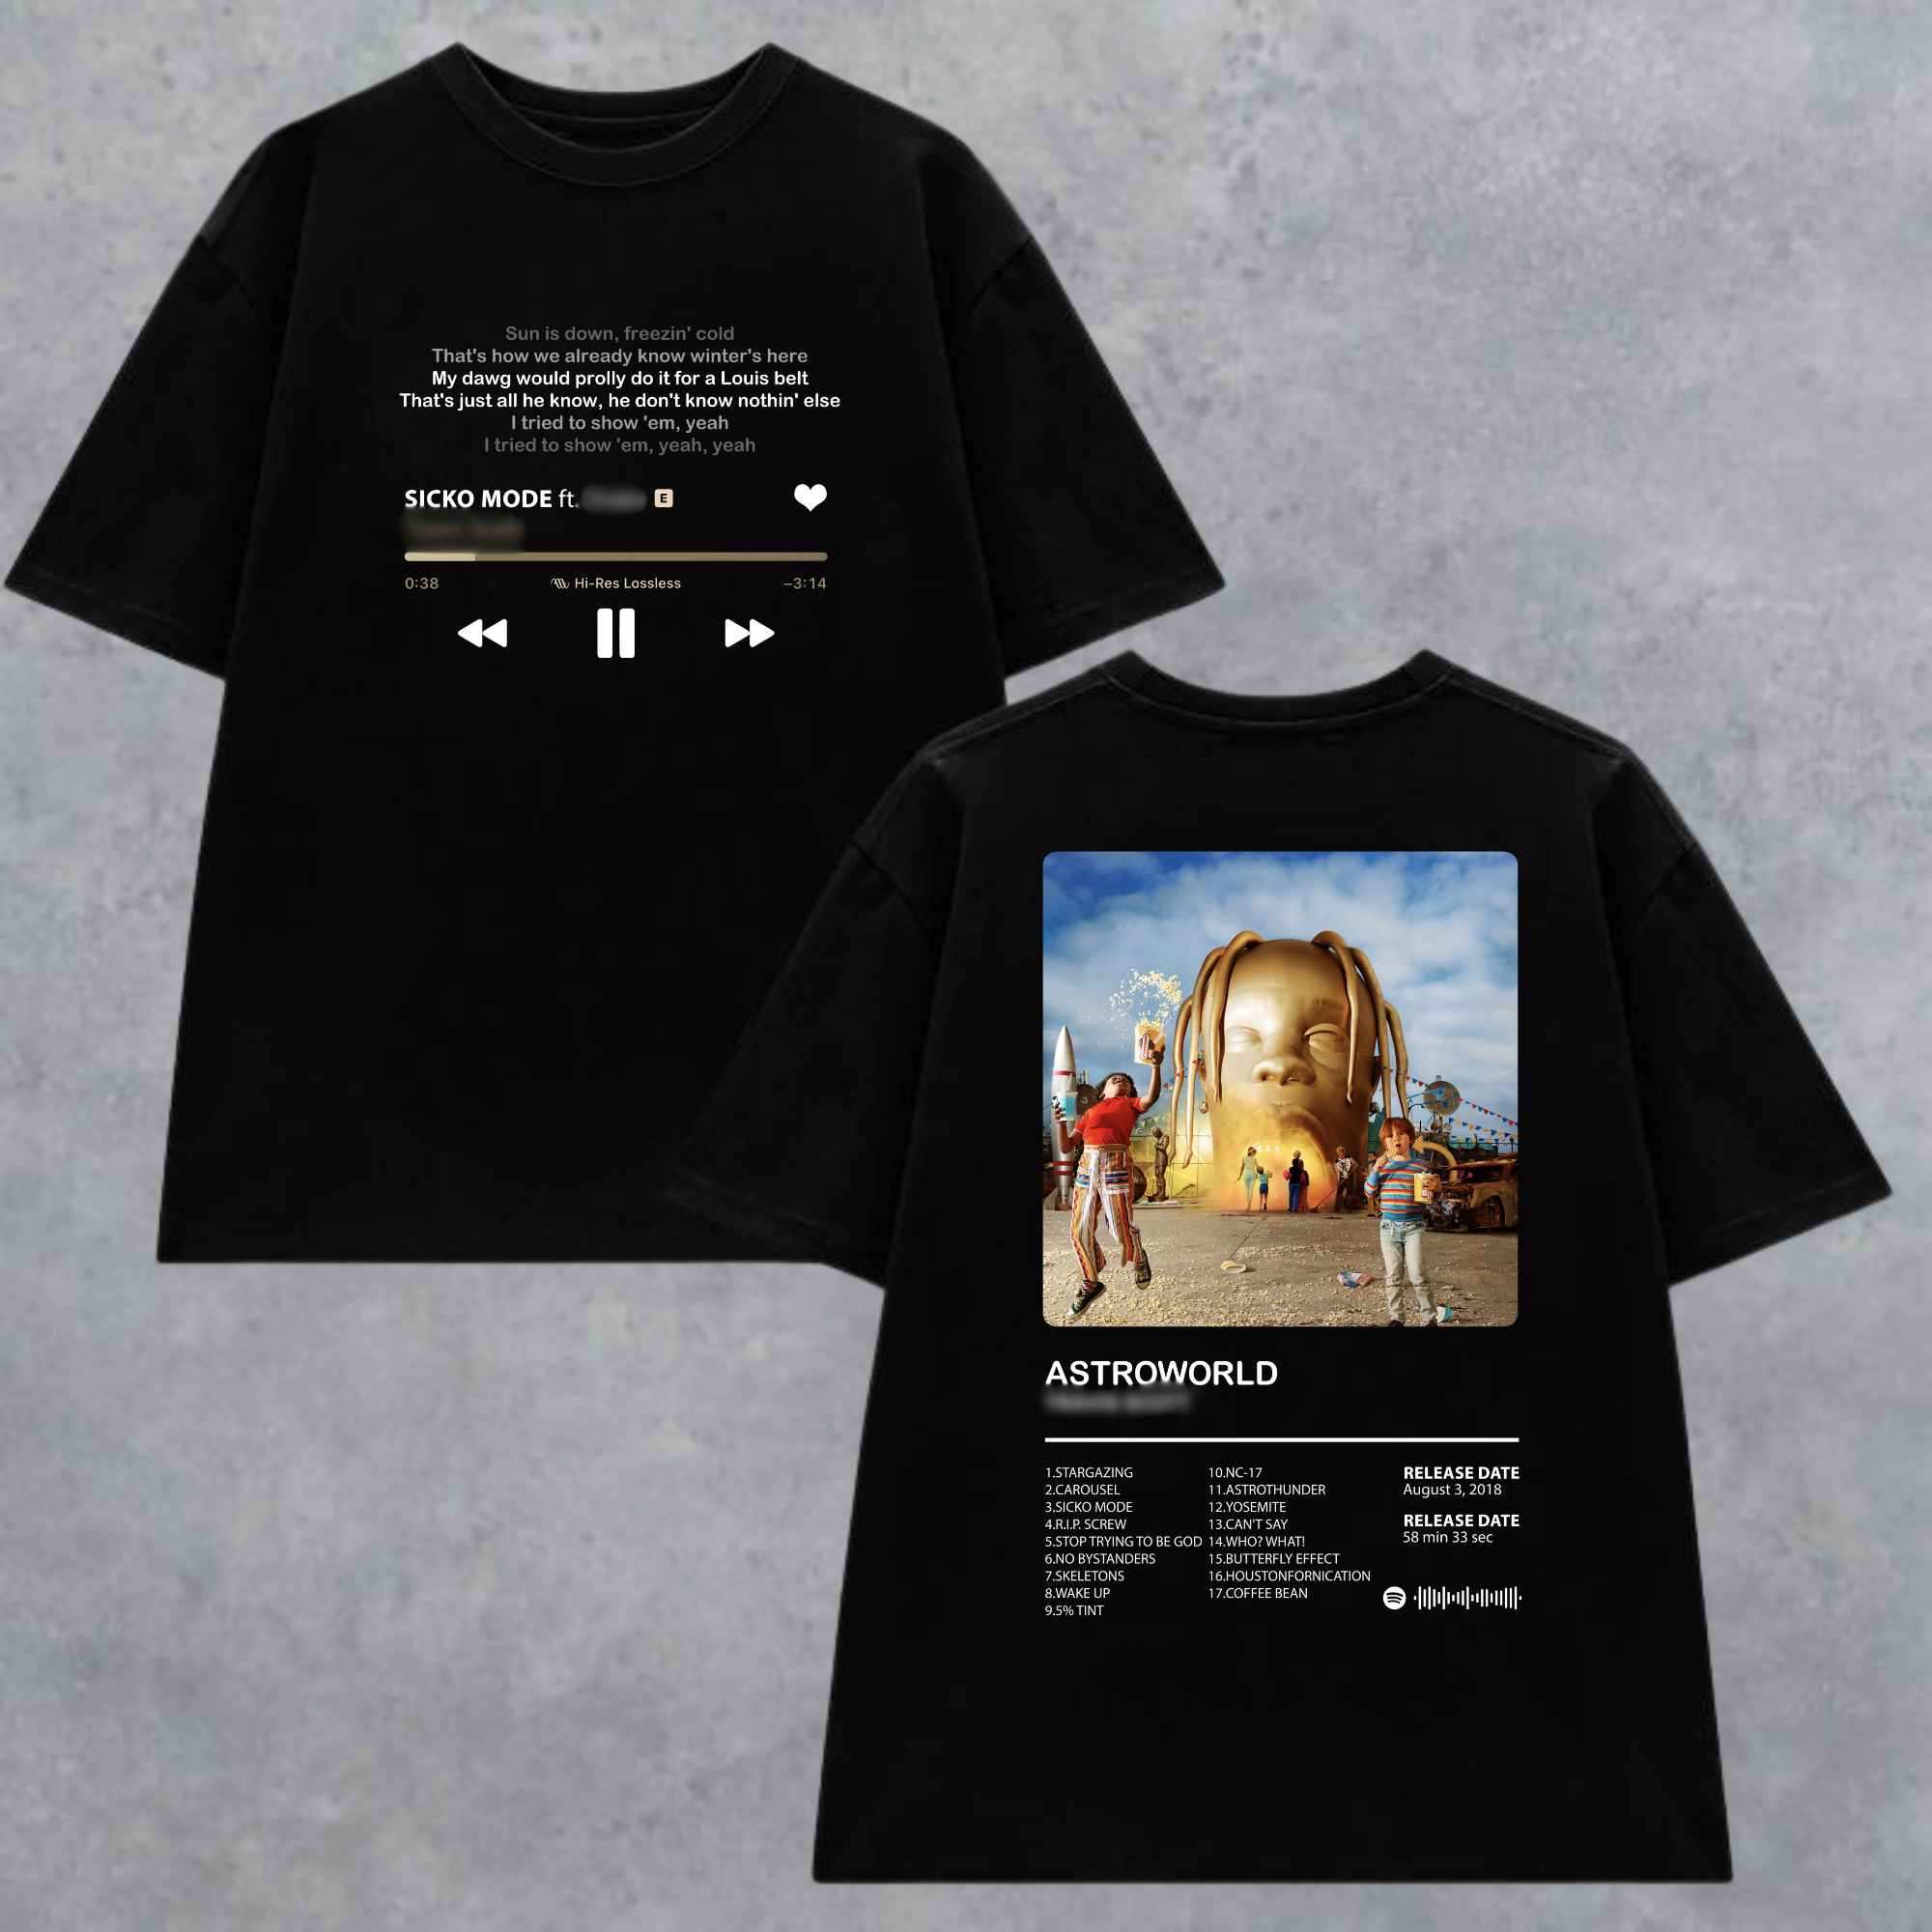 Sun is down, freezin' cold
That's how we already know winter's here
My dawg would prolly do it for a Louis belt
That's just all he know, he don't know nothin' else
I tried to show 'em, yeah
I tried to show 'em, yeah, yeah
SICKO MODE ft. E
0:38 Hi-Res Lossless -3:14
ASTROWORLD
1.STARGAZING
2.CAROUSEL
3.SICKO MODE
4.R.I.P. SCREW
5.STOP TRYING TO BE GOD
6.NO BYSTANDERS
7.SKELETONS
8.WAKE UP
9.5% TINT
10.NC-17
11.ASTROTHUNDER
12.YOSEMITE
13.CAN'T SAY
14.WHO? WHAT!
15.BUTTERFLY EFFECT
16.HOUSTONFORNICATION
17.COFFEE BEAN
RELEASE DATE
August 3, 2018
RELEASE DATE
58 min 33 sec